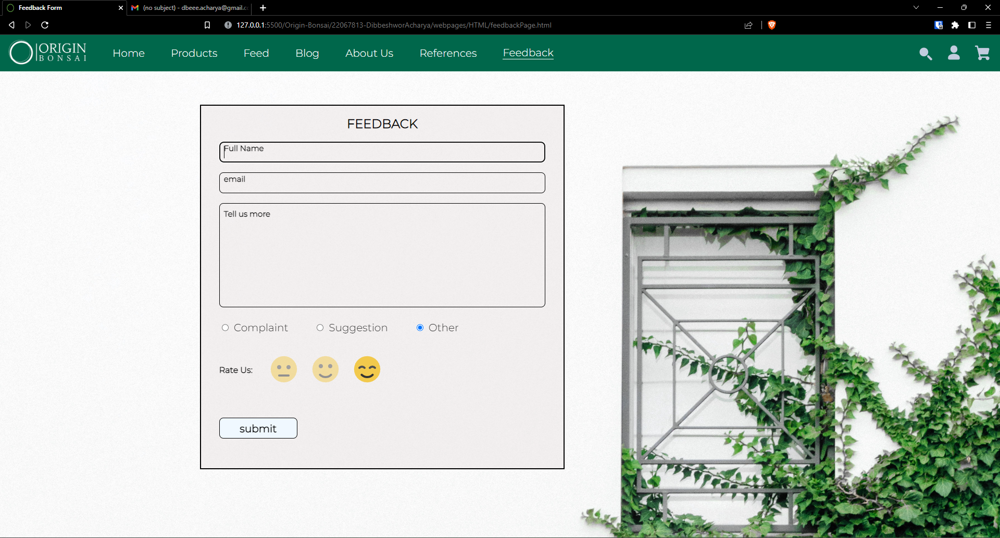 Feedback Form
(no subject) - dbeee.acharya@gmail.c
127.0.0.1:5500/Origin-Bonsai/22067813-DibbeshworAcharya/webpages/HTML/feedbackPage.html
ORIGIN
BONSAI
Home Products Feed Blog About Us References Feedback
FEEDBACK
Full Name
email
Tell us more
Complaint Suggestion Other
Rate Us:
submit